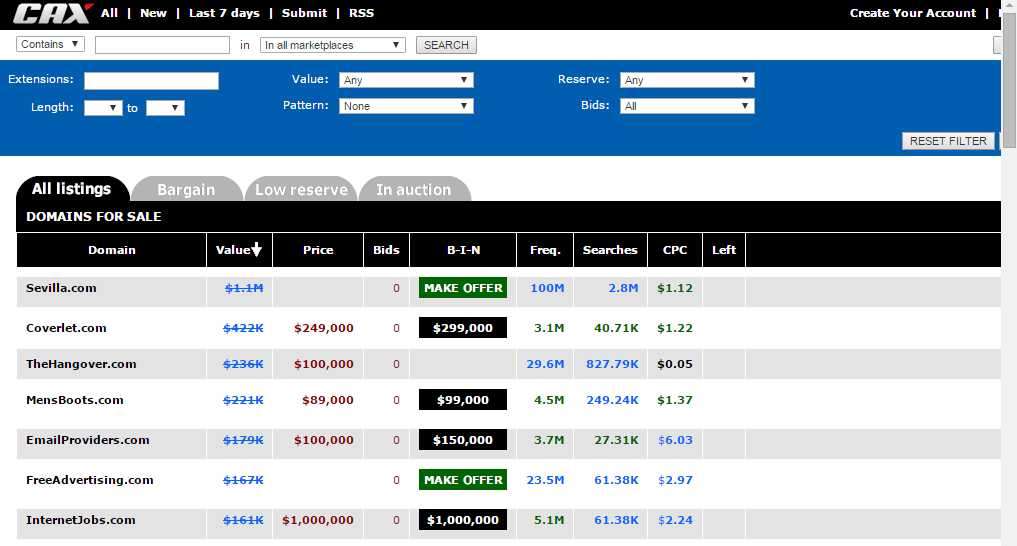 CAX All | New | Last 7 days | Submit | RSS Create Your Account |
Contains in In all marketplaces SEARCH
Extensions: Value: Any Reserve: Any
Length: to Pattern: None Bids: All
RESET FILTER
All listings Bargain Low reserve In auction
DOMAINS FOR SALE
Domain Value Price Bids B-I-N Freq. Searches CPC Left
Sevilla.com $1.1M 0 MAKE OFFER 100M 2.8M $1.12
Coverlet.com $422K $249,000 0 $299,000 3.1M 40.71K $1.22
TheHangover.com $236K $100,000 0 29.6M 827.79K $0.05
MensBoots.com $221K $89,000 0 $99,000 4.5M 249.24K $1.37
EmailProviders.com $179K $100,000 0 $150,000 3.7M 27.31K $6.03
FreeAdvertising.com $167K 0 MAKE OFFER 23.5M 61.38K $2.97
InternetJobs.com $161K $1,000,000 0 $1,000,000 5.1M 61.38K $2.24